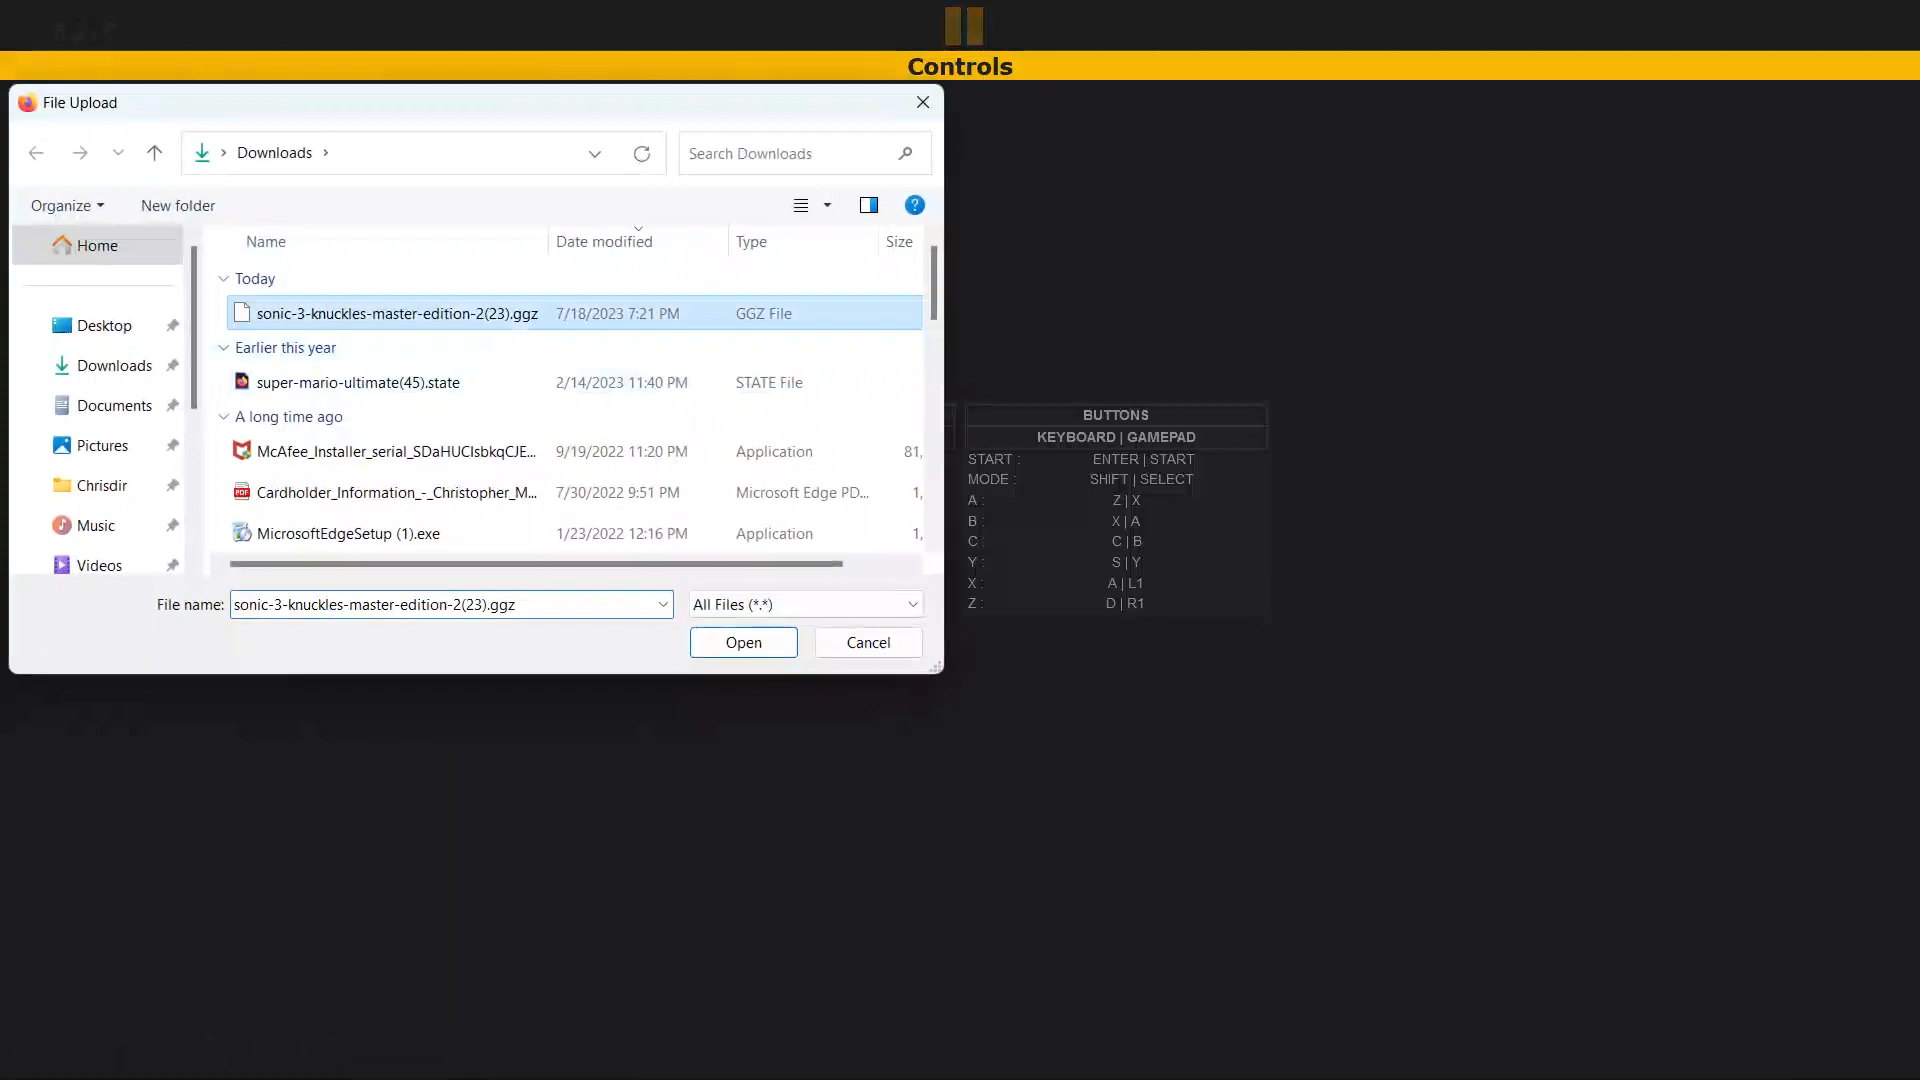 Controls
File Upload
Downloads
Search Downloads
Organize
New folder
Name Date modified Type Size
Home
Desktop
Downloads
Documents
Pictures
Chrisdir
Music
Videos
Today
sonic-3-knuckles-master-edition-2(23).ggz 7/18/2023 7:21 PM GGZ File
Earlier this year
super-mario-ultimate(45).state 2/14/2023 11:40 PM STATE File
A long time ago
McAfee_Installer_serial_SDaHUCIsbkqCJE... 9/19/2022 11:20 PM Application 81,
Cardholder_Information_-_Christopher_M... 7/30/2022 9:51 PM Microsoft Edge PD... 1,
MicrosoftEdgeSetup (1).exe 1/23/2022 12:16 PM Application 1,
File name: sonic-3-knuckles-master-edition-2(23).ggz All Files (*.*)
Open Cancel
BUTTONS
KEYBOARD | GAMEPAD
START : ENTER | START
MODE : SHIFT | SELECT
A : Z | X
B : X | A
C : C | B
Y : S | Y
X : A | L1
Z : D | R1